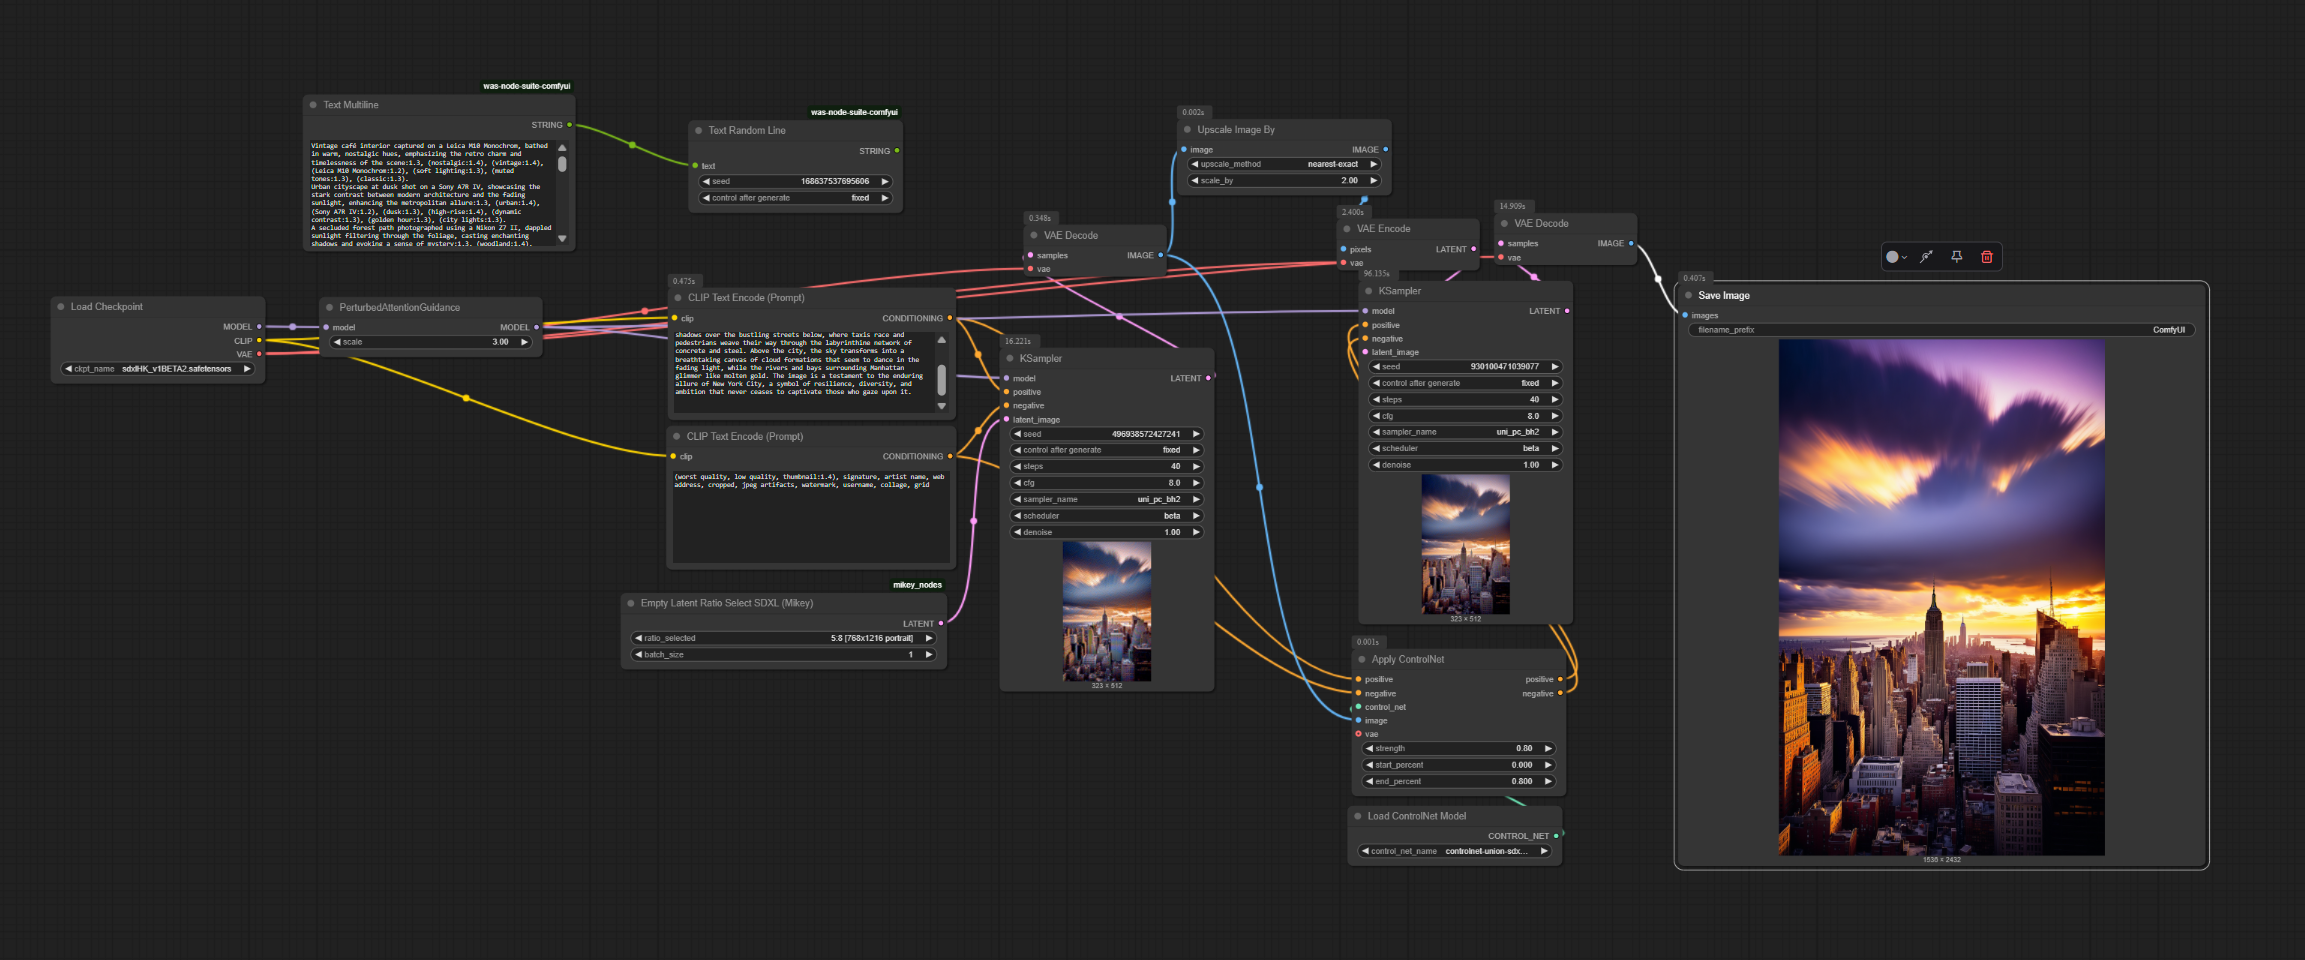 was-node-suite-comfyui
Text Multiline
STRING
Vintage café interior captured on a Leica M10 Monochrom, bathed
in warm, nostalgic hues, emphasizing the retro charm and
timelessness of the scene:1.3, (nostalgic:1.4), (vintage:1.4),
(Leica M10 Monochrom:1.2), (soft lighting:1.3), (muted
tones:1.3), (classic:1.3).
Urban cityscape at dusk shot on a Sony A7R IV, showcasing the
stark contrast between modern architecture and the fading
sunlight, enhancing the metropolitan allure:1.3, (urban:1.4),
(Sony A7R IV:1.2), (dusk:1.3), (high-rise:1.4), (dynamic
contrast:1.3), (golden hour:1.3), (city lights:1.3).
A secluded forest path photographed using a Nikon Z7 II, dappled
sunlight filtering through the foliage, casting enchanting
shadows and evoking a sense of mystery:1.3, (woodland:1.4),
was-node-suite-comfyui
Text Random Line
STRING
text
seed 168637537695606
control after generate fixed
Load Checkpoint
MODEL
CLIP
VAE
ckpt_name sdxlHK_v1BETA2.safetensors
PerturbedAttentionGuidance
model MODEL
scale 3.00
0.475s
CLIP Text Encode (Prompt)
clip CONDITIONING
shadows over the bustling streets below, where taxis race and
pedestrians weave their way through the labyrinthine network of
concrete and steel. Above the city, the sky transforms into a
breathtaking canvas of cloud formations that seem to dance in the
fading light, while the rivers and bays surrounding Manhattan
glimmer like molten gold. The image is a testament to the enduring
allure of New York City, a symbol of resilience, diversity, and
ambition that never ceases to captivate those who gaze upon it.
CLIP Text Encode (Prompt)
clip CONDITIONING
(worst quality, low quality, thumbnail:1.4), signature, artist name, web
address, cropped, jpeg artifacts, watermark, username, collage, grid
mikey_nodes
Empty Latent Ratio Select SDXL (Mikey)
LATENT
ratio_selected 5:8 [768x1216 portrait]
batch_size 1
0.348s
VAE Decode
samples IMAGE
vae
16.221s
KSampler
model LATENT
positive
negative
latent_image
seed 496938572427241
control after generate fixed
steps 40
cfg 8.0
sampler_name uni_pc_bh2
scheduler beta
denoise 1.00
323 × 512
0.002s
Upscale Image By
image IMAGE
upscale_method nearest-exact
scale_by 2.00
2.400s
VAE Encode
pixels LATENT
vae
14.909s
VAE Decode
samples IMAGE
vae
96.135s
KSampler
model LATENT
positive
negative
latent_image
seed 930100471039077
control after generate fixed
steps 40
cfg 8.0
sampler_name uni_pc_bh2
scheduler beta
denoise 1.00
323 × 512
0.001s
Apply ControlNet
positive positive
negative negative
control_net
image
vae
strength 0.80
start_percent 0.000
end_percent 0.800
Load ControlNet Model
CONTROL_NET
control_net_name controlnet-union-sdx...
0.407s
Save Image
images
filename_prefix ComfyUI
1536 × 2432